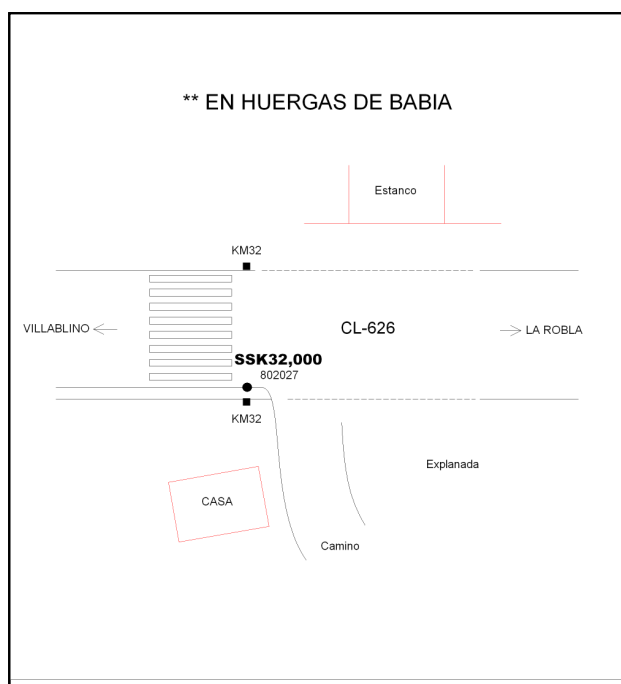 ** EN HUERGAS DE BABIA
Estanco
KM32
VILLABLINO
CL-626
LA ROBLA
SSK32,000
802027
KM32
Explanada
CASA
Camino